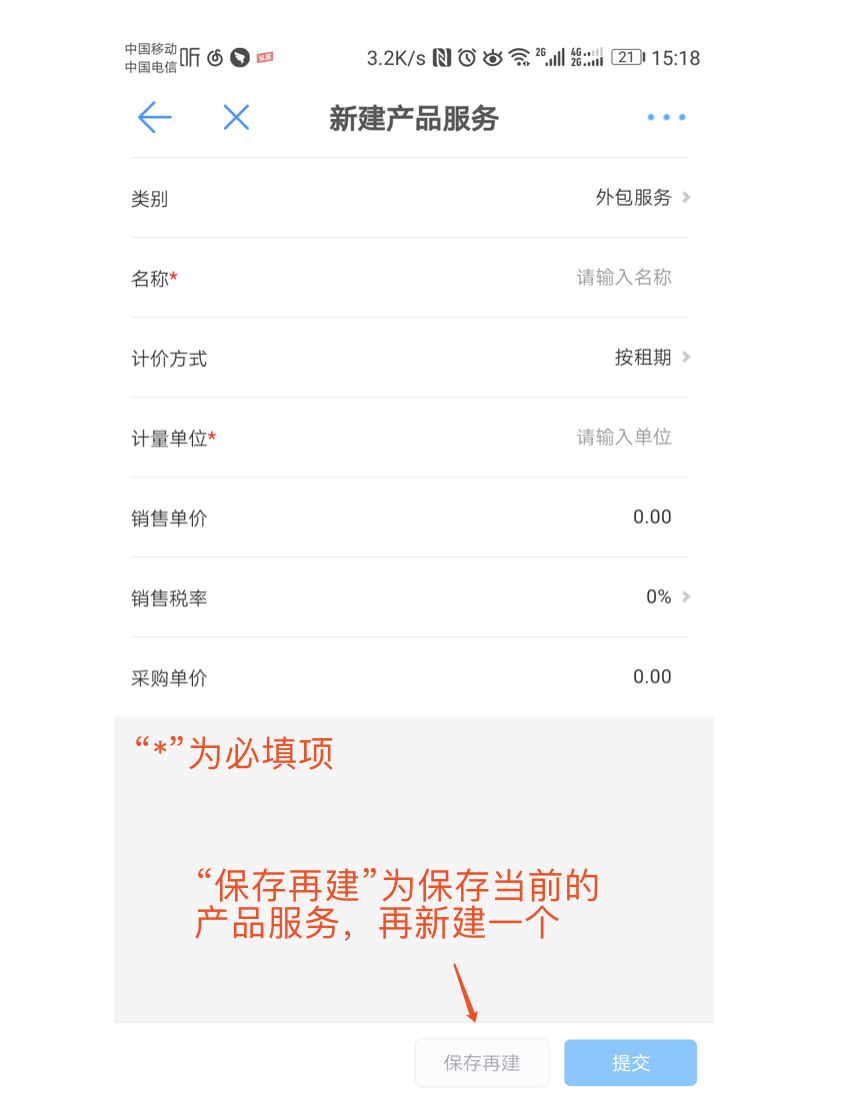 中国移动
中国电信
听
3.2K/s 2G 4G 2G 21 15:18
新建产品服务
类别 外包服务
名称* 请输入名称
计价方式 按租期
计量单位* 请输入单位
销售单价 0.00
销售税率 0%
采购单价 0.00
“*”为必填项
“保存再建”为保存当前的
产品服务，再新建一个
保存再建 提交